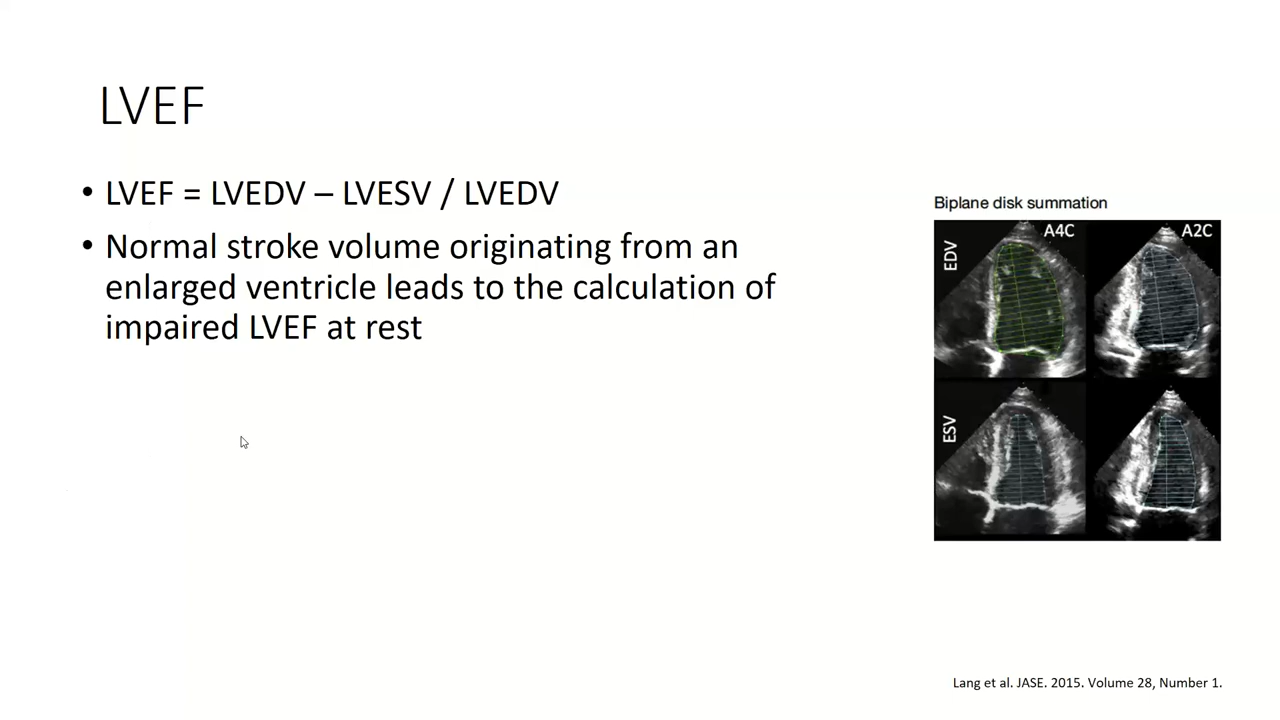 LVEF
• LVEF = LVEDV – LVESV / LVEDV
• Normal stroke volume originating from an
enlarged ventricle leads to the calculation of
impaired LVEF at rest
Biplane disk summation
A4C
A2C
EDV
ESV
Lang et al. JASE. 2015. Volume 28, Number 1.